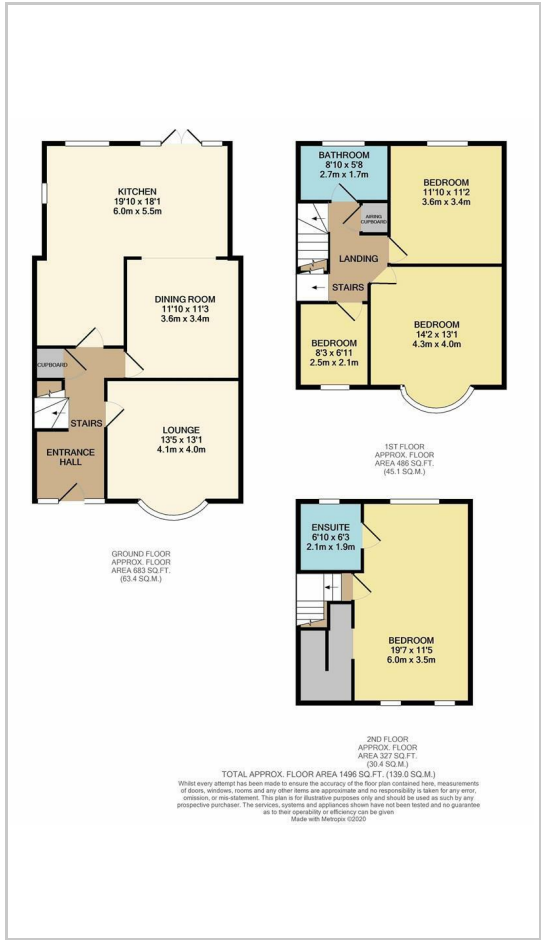 KITCHEN
19'10 x 18'1
6.0m x 5.5m
DINING ROOM
11'10 x 11'3
3.6m x 3.4m
CUPBOARD
STAIRS
ENTRANCE
HALL
LOUNGE
13'5 x 13'1
4.1m x 4.0m
GROUND FLOOR
APPROX. FLOOR
AREA 683 SQ.FT.
(63.4 SQ.M.)
BATHROOM
8'10 x 5'8
2.7m x 1.7m
BEDROOM
11'10 x 11'2
3.6m x 3.4m
AIRING
CUPBOARD
LANDING
STAIRS
BEDROOM
8'3 x 6'11
2.5m x 2.1m
BEDROOM
14'2 x 13'1
4.3m x 4.0m
1ST FLOOR
APPROX. FLOOR
AREA 486 SQ.FT.
(45.1 SQ.M.)
ENSUITE
6'10 x 6'3
2.1m x 1.9m
BEDROOM
19'7 x 11'5
6.0m x 3.5m
2ND FLOOR
APPROX. FLOOR
AREA 327 SQ.FT.
(30.4 SQ.M.)
TOTAL APPROX. FLOOR AREA 1496 SQ.FT. (139.0 SQ.M.)
Whilst every attempt has been made to ensure the accuracy of the floor plan contained here, measurements
of doors, windows, rooms and any other items are approximate and no responsibility is taken for any error,
omission, or mis-statement. This plan is for illustrative purposes only and should be used as such by any
prospective purchaser. The services, systems and appliances shown have not been tested and no guarantee
as to their operability or efficiency can be given
Made with Metropix ©2020